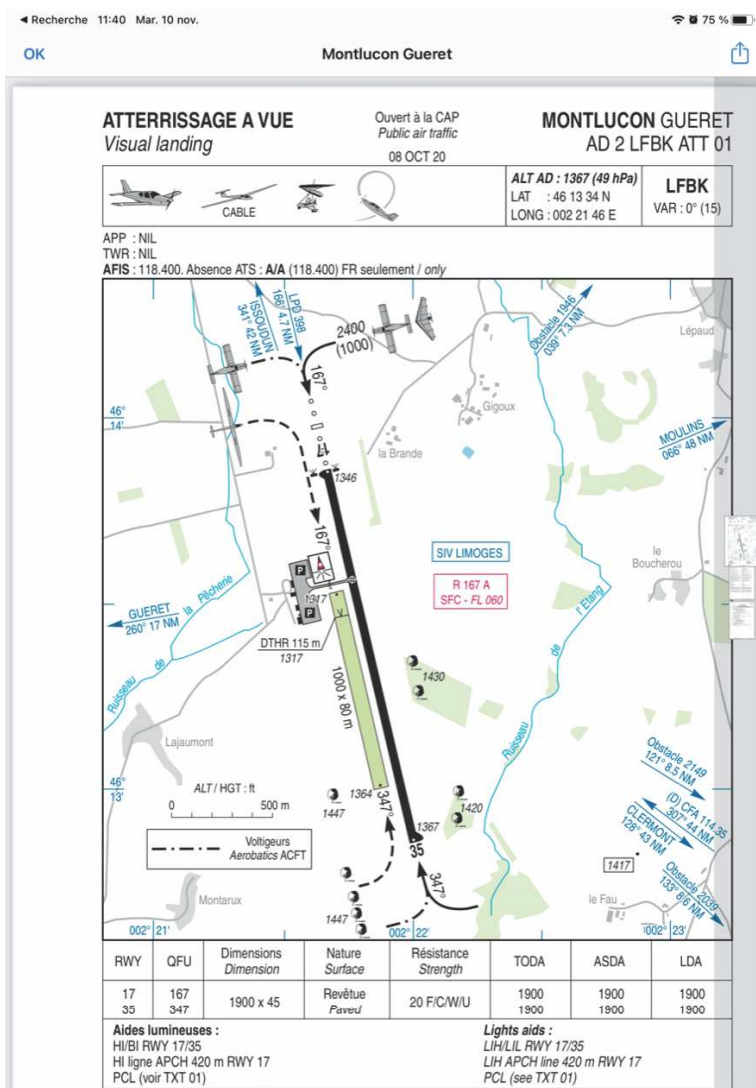 ◀ Recherche 11:40 Mar. 10 nov. 75 %
OK Montlucon Gueret
ATTERRISSAGE A VUE
Visual landing
Ouvert à la CAP
Public air traffic
08 OCT 20
MONTLUCON GUERET
AD 2 LFBK ATT 01
CABLE
ALT AD : 1367 (49 hPa)
LAT : 46 13 34 N
LONG : 002 21 46 E
LFBK
VAR : 0° (15)
APP : NIL
TWR : NIL
AFIS : 118.400. Absence ATS : A/A (118.400) FR seulement / only
ISSOUDUN
341° 42 NM
LPD 398
166° 4.7 NM
2400
(1000)
167°
Obstacle 1946
039° 7.3 NM
Lépaud
46°
14'
Gigoux
la Brande
MOULINS
066° 48 NM
1346
167°
SIV LIMOGES
R 167 A
SFC - FL 060
le
Boucherou
P
1317
P
GUERET
260° 17 NM
Ruisseau de la Pêcherie
DTHR 115 m
1317
1000 x 80 m
1430
Ruisseau de l'Etang
Lajaumont
46°
13'
ALT / HGT : ft
0 500 m
1364
1447
347°
1367
35
1420
Obstacle 2149
121° 8.5 NM
(D) CFA 114.35
307° 44 NM
CLERMONT
128° 43 NM
Voltigeurs
Aerobatics ACFT
347°
1417
Obstacle 2039
133° 8.6 NM
Montarux
1447
le Fau
002° 21' 002° 22' 002° 23'
RWY QFU Dimensions Nature Résistance TODA ASDA LDA
Dimension Surface Strength
17 167 1900 x 45 Revêtue 20 F/C/W/U 1900 1900 1900
35 347 Paved 1900 1900 1900
Aides lumineuses :
HI/BI RWY 17/35
HI ligne APCH 420 m RWY 17
PCL (voir TXT 01)
Lights aids :
LIH/LIL RWY 17/35
LIH APCH line 420 m RWY 17
PCL (see TXT 01)